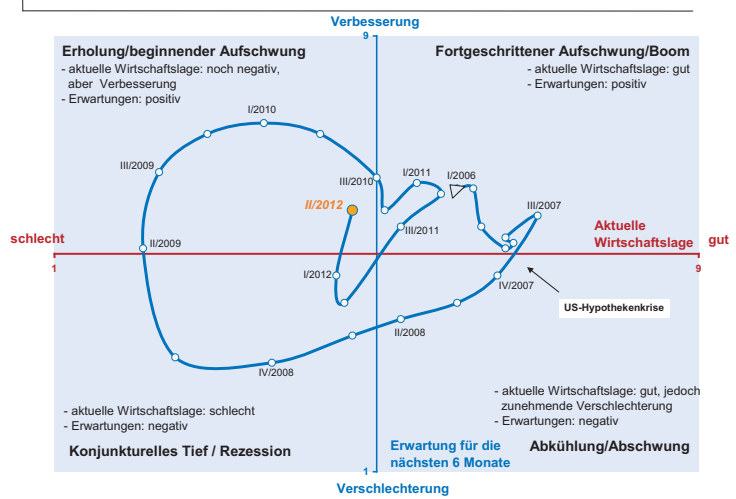 Verbesserung
9
Erholung/beginnender Aufschwung
- aktuelle Wirtschaftslage: noch negativ,
aber Verbesserung
- Erwartungen: positiv
Fortgeschrittener Aufschwung/Boom
- aktuelle Wirtschaftslage: gut
- Erwartungen: positiv
I/2010
III/2009
III/2010
I/2011
I/2006
II/2012
III/2007
III/2011
Aktuelle
Wirtschaftslage
schlecht
gut
II/2009
1
9
I/2012
IV/2007
US-Hypothekenkrise
II/2008
IV/2008
- aktuelle Wirtschaftslage: schlecht
- Erwartungen: negativ
Konjunkturelles Tief / Rezession
- aktuelle Wirtschaftslage: gut, jedoch
zunehmende Verschlechterung
- Erwartungen: negativ
Abkühlung/Abschwung
Erwartung für die
nächsten 6 Monate
1
Verschlechterung